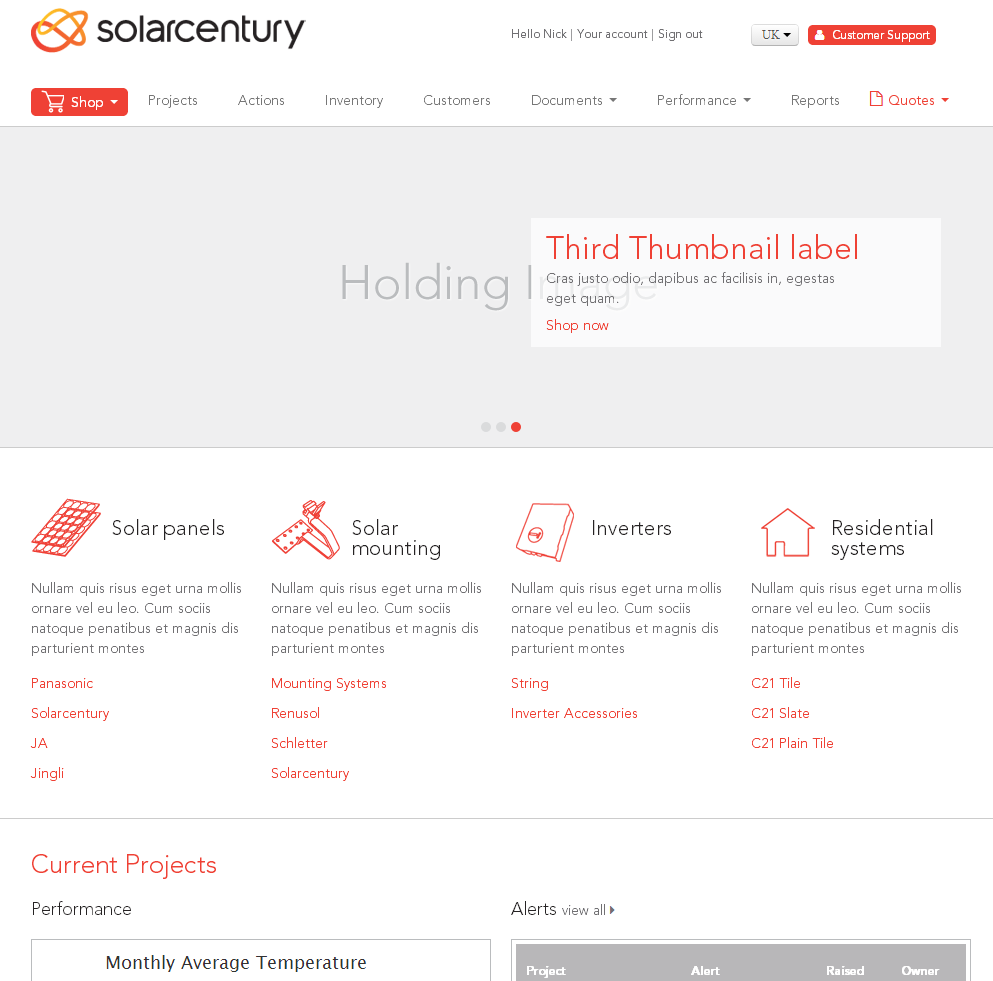 solarcentury
Hello Nick | Your account | Sign out
UK
Customer Support
Shop
Projects
Actions
Inventory
Customers
Documents
Performance
Reports
Quotes
Holding Image
Third Thumbnail label
Cras justo odio, dapibus ac facilisis in, egestas
eget quam.
Shop now
Solar panels
Nullam quis risus eget urna mollis
ornare vel eu leo. Cum sociis
natoque penatibus et magnis dis
parturient montes
Panasonic
Solarcentury
JA
Jingli
Solar
mounting
Nullam quis risus eget urna mollis
ornare vel eu leo. Cum sociis
natoque penatibus et magnis dis
parturient montes
Mounting Systems
Renusol
Schletter
Solarcentury
Inverters
Nullam quis risus eget urna mollis
ornare vel eu leo. Cum sociis
natoque penatibus et magnis dis
parturient montes
String
Inverter Accessories
Residential
systems
Nullam quis risus eget urna mollis
ornare vel eu leo. Cum sociis
natoque penatibus et magnis dis
parturient montes
C21 Tile
C21 Slate
C21 Plain Tile
Current Projects
Performance
Monthly Average Temperature
Alerts view all
Project Alert Raised Owner